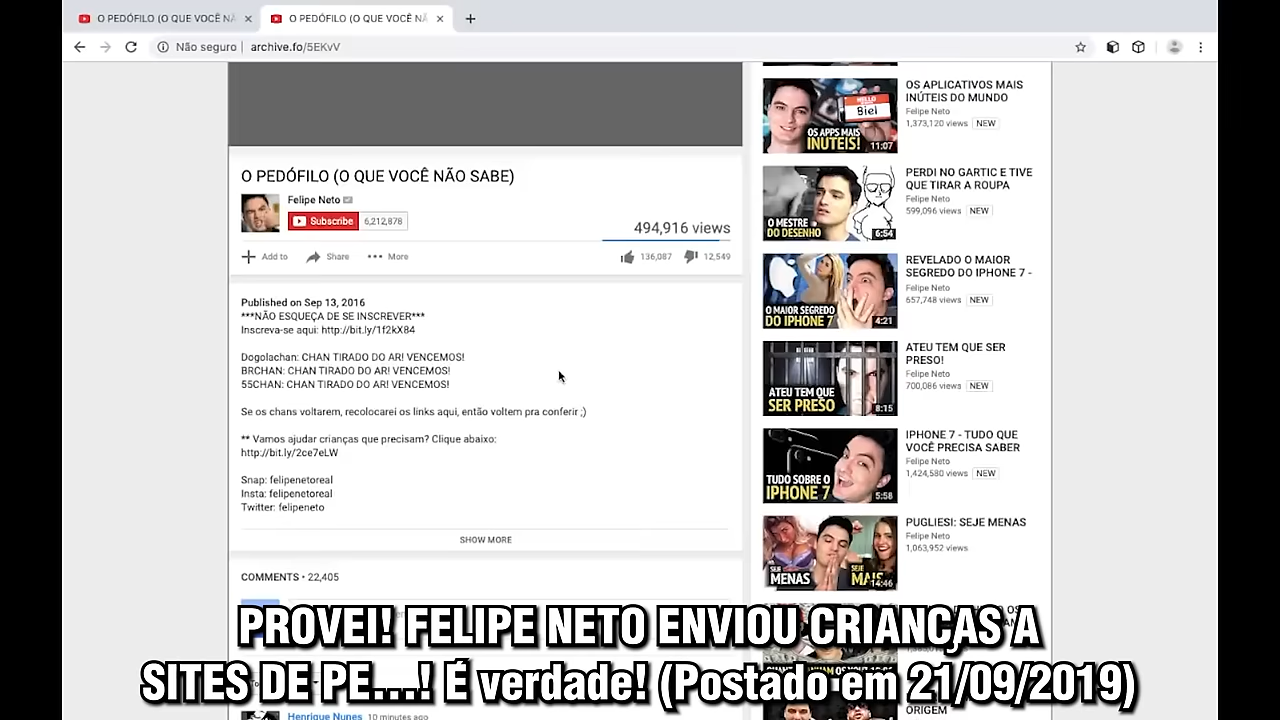 O PEDÓFILO (O QUE VOCÊ NÃ
O PEDÓFILO (O QUE VOCÊ NÃ
Não seguro
archive.fo/5EKvV
O PEDÓFILO (O QUE VOCÊ NÃO SABE)
Felipe Neto
Subscribe 6,212,878
494,916 views
Add to Share More
136,087 12,549
Published on Sep 13, 2016
***NÃO ESQUEÇA DE SE INSCREVER***
Inscreva-se aqui: http://bit.ly/1f2kX84
Dogolachan: CHAN TIRADO DO AR! VENCEMOS!
BRCHAN: CHAN TIRADO DO AR! VENCEMOS!
55CHAN: CHAN TIRADO DO AR! VENCEMOS!
Se os chans voltarem, recolocarei os links aqui, então voltem pra conferir ;)
** Vamos ajudar crianças que precisam? Clique abaixo:
http://bit.ly/2ce7eLW
Snap: felipenetoreal
Insta: felipenetoreal
Twitter: felipeneto
SHOW MORE
COMMENTS • 22,405
Henrique Nunes 10 minutes ago
HELLO
Biel
OS APPS MAIS
INÚTEIS!
11:07
OS APLICATIVOS MAIS
INÚTEIS DO MUNDO
Felipe Neto
1,373,120 views NEW
O MESTRE
DO DESENHO
6:54
PERDI NO GARTIC E TIVE
QUE TIRAR A ROUPA
Felipe Neto
599,096 views NEW
O MAIOR SEGREDO
DO IPHONE 7
4:21
REVELADO O MAIOR
SEGREDO DO IPHONE 7 -
Felipe Neto
657,748 views NEW
ATEU TEM QUE
SER PRESO
8:15
ATEU TEM QUE SER
PRESO!
Felipe Neto
700,086 views NEW
TUDO SOBRE O
IPHONE 7
5:58
IPHONE 7 - TUDO QUE
VOCÊ PRECISA SABER
Felipe Neto
1,424,580 views NEW
SEJE
MENAS
SEJE
MAIS
14:46
PUGLIESI: SEJE MENAS
Felipe Neto
1,063,952 views
ORIGEM
PROVEI! FELIPE NETO ENVIOU CRIANÇAS A
SITES DE PE...! É verdade! (Postado em 21/09/2019)